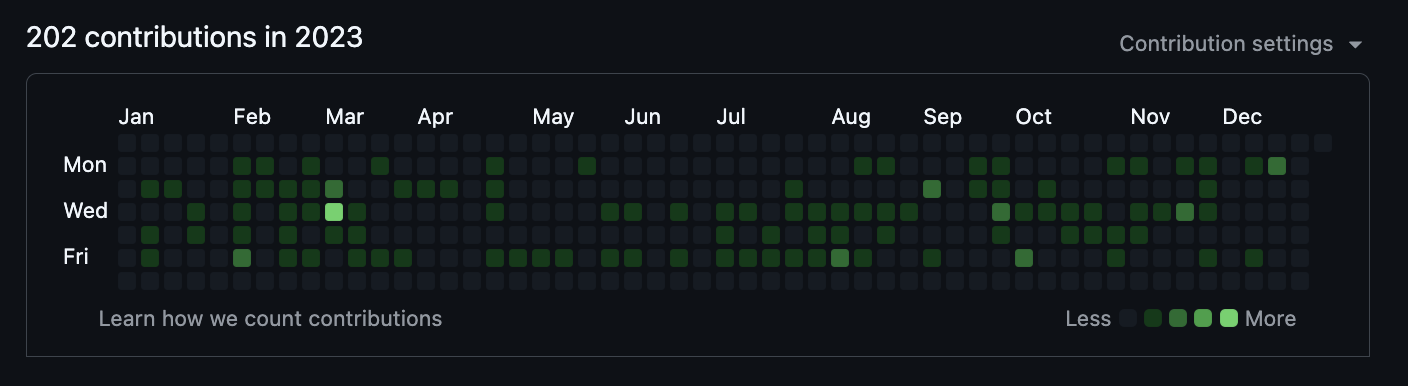 202 contributions in 2023
Contribution settings
Jan Feb Mar Apr May Jun Jul Aug Sep Oct Nov Dec
Mon
Wed
Fri
Learn how we count contributions
Less More